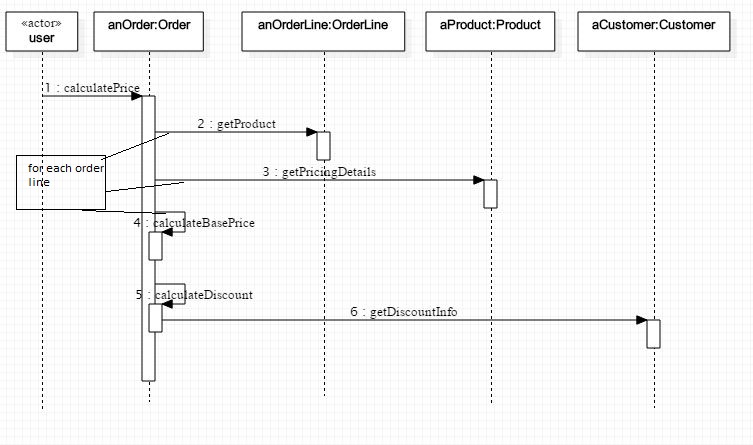 «actor»
user
anOrder:Order
anOrderLine:OrderLine
aProduct:Product
aCustomer:Customer
1 : calculatePrice
2 : getProduct
for each order
line
3 : getPricingDetails
4 : calculateBasePrice
5 : calculateDiscount
6 : getDiscountInfo